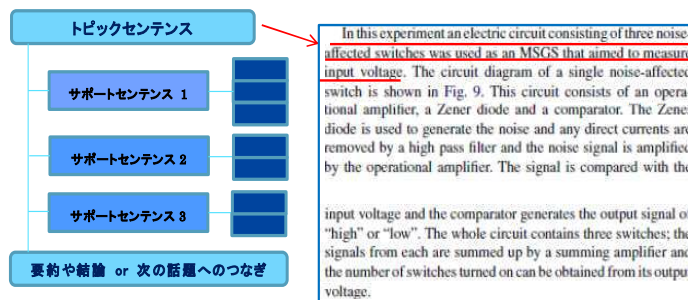 トピックセンテンス
サポートセンテンス 1
サポートセンテンス 2
サポートセンテンス 3
要約や結論 or 次の話題へのつなぎ
In this experiment an electric circuit consisting of three noise-
affected switches was used as an MSGS that aimed to measure
input voltage. The circuit diagram of a single noise-affected
switch is shown in Fig. 9. This circuit consists of an opera-
tional amplifier, a Zener diode and a comparator. The Zener
diode is used to generate the noise and any direct currents are
removed by a high pass filter and the noise signal is amplified
by the operational amplifier. The signal is compared with the
input voltage and the comparator generates the output signal of
“high” or “low”. The whole circuit contains three switches; the
signals from each are summed up by a summing amplifier and
the number of switches turned on can be obtained from its output
voltage.